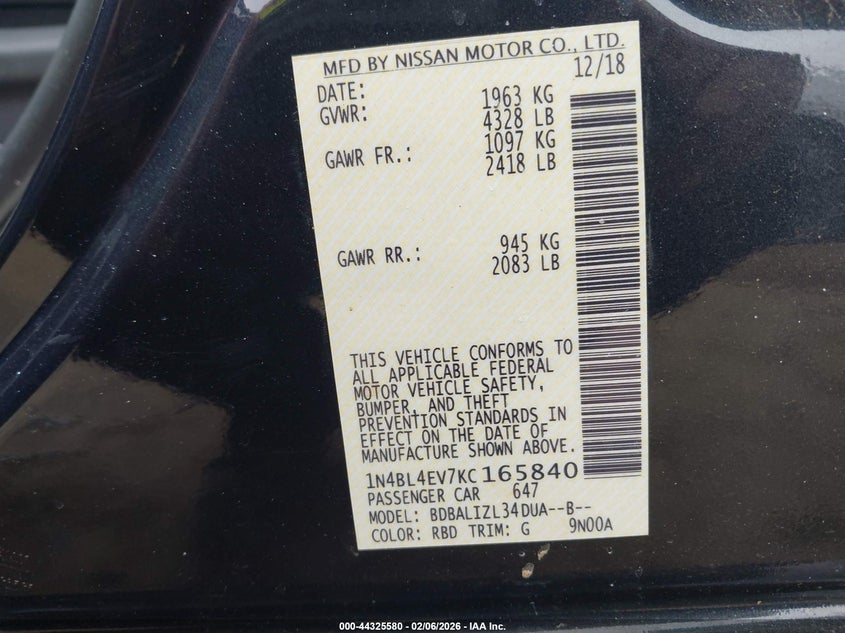 MFD BY NISSAN MOTOR CO., LTD.
DATE: 12/18
GVWR: 1963 KG
4328 LB
GAWR FR.: 1097 KG
2418 LB
GAWR RR.: 945 KG
2083 LB
THIS VEHICLE CONFORMS TO
ALL APPLICABLE FEDERAL
MOTOR VEHICLE SAFETY,
BUMPER, AND THEFT
PREVENTION STANDARDS IN
EFFECT ON THE DATE OF
MANUFACTURE SHOWN ABOVE.
1N4BL4EV7KC165840
PASSENGER CAR 647
MODEL: BDBALIZL34DUA--B--
COLOR: RBD TRIM: G 9N00A
000-44325580 - 02/06/2026 - IAA Inc.